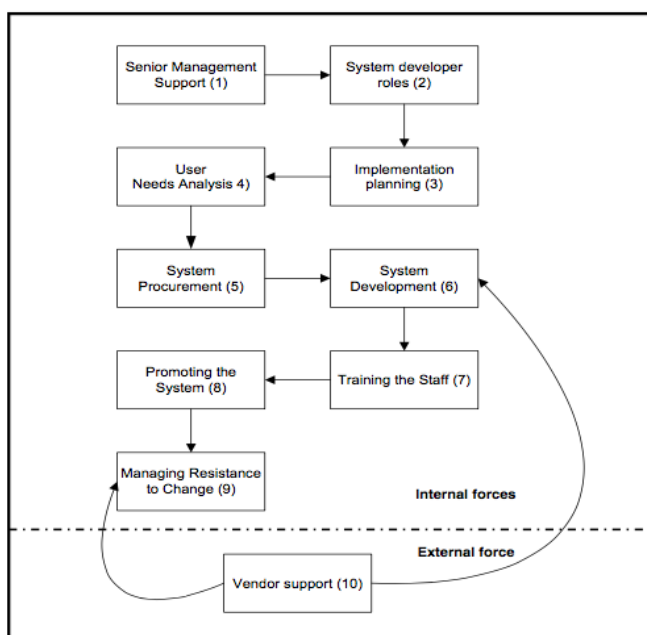 Senior Management
Support (1)
System developer
roles (2)
User
Needs Analysis 4)
Implementation
planning (3)
System
Procurement (5)
System
Development (6)
Promoting the
System (8)
Training the Staff (7)
Managing Resistance
to Change (9)
Internal forces
External force
Vendor support (10)